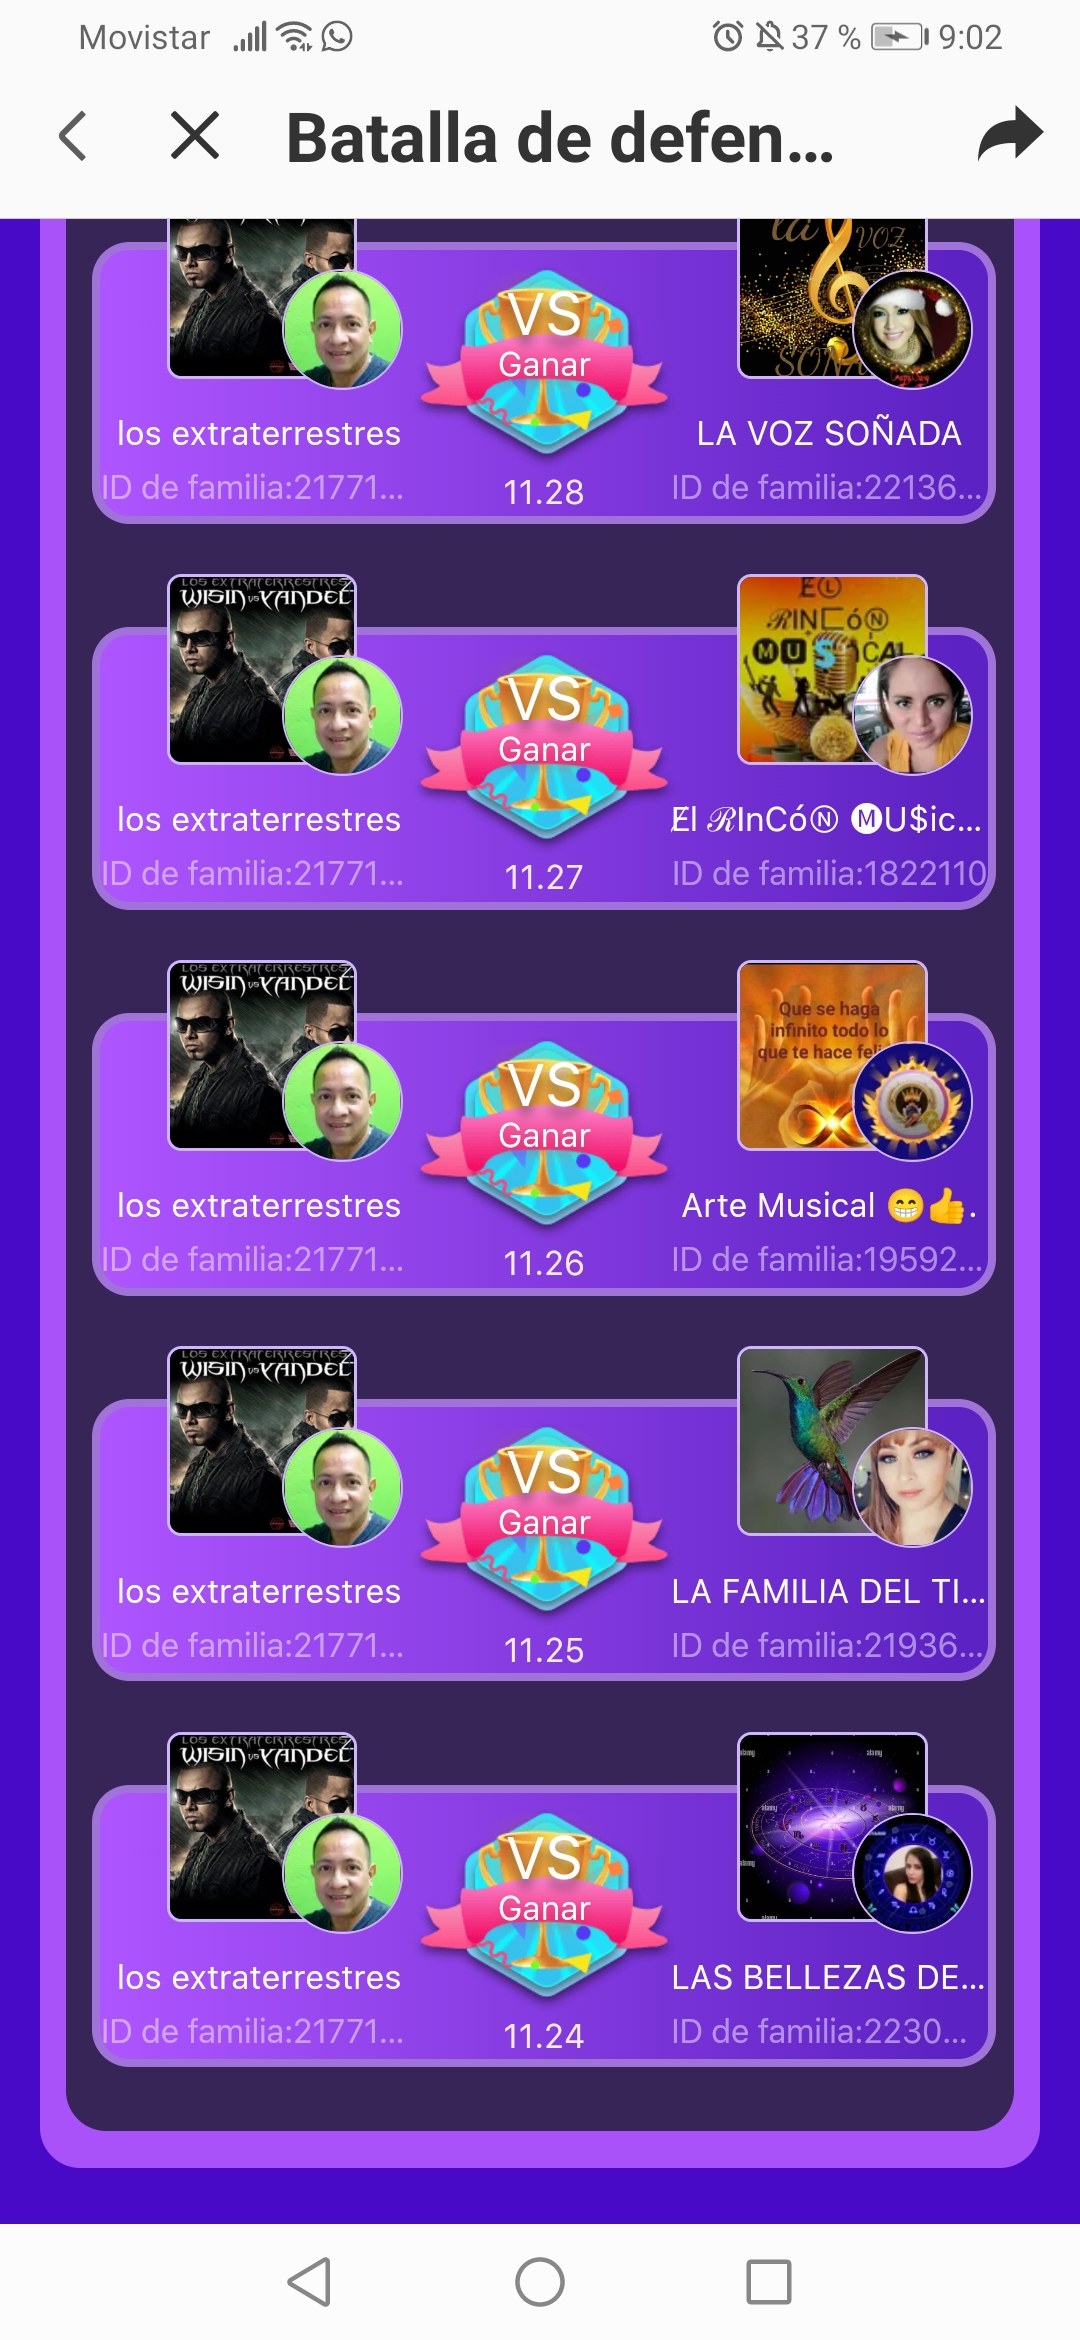 Movistar 37 % 9:02
Batalla de defen...
la VOZ
VS
Ganar
los extraterrestres
LA VOZ SOÑADA
ID de familia:21771...
11.28
ID de familia:22136...
LOS EXTRATERRESTRES
WISIN vs YANDEL
EⓁ
ℛINCóⓃ
🅜🅤S CAL
VS
Ganar
los extraterrestres
Ɇl ℛInCóⓃ 🅜U$ic...
ID de familia:21771...
11.27
ID de familia:1822110
LOS EXTRATERRESTRES
WISIN vs YANDEL
Que se haga
infinito todo lo
que te hace feli
VS
Ganar
los extraterrestres
Arte Musical 😁👍.
ID de familia:21771...
11.26
ID de familia:19592...
LOS EXTRATERRESTRES
WISIN vs YANDEL
VS
Ganar
los extraterrestres
LA FAMILIA DEL TI...
ID de familia:21771...
11.25
ID de familia:21936...
LOS EXTRATERRESTRES
WISIN vs YANDEL
VS
Ganar
los extraterrestres
LAS BELLEZAS DE...
ID de familia:21771...
11.24
ID de familia:2230...